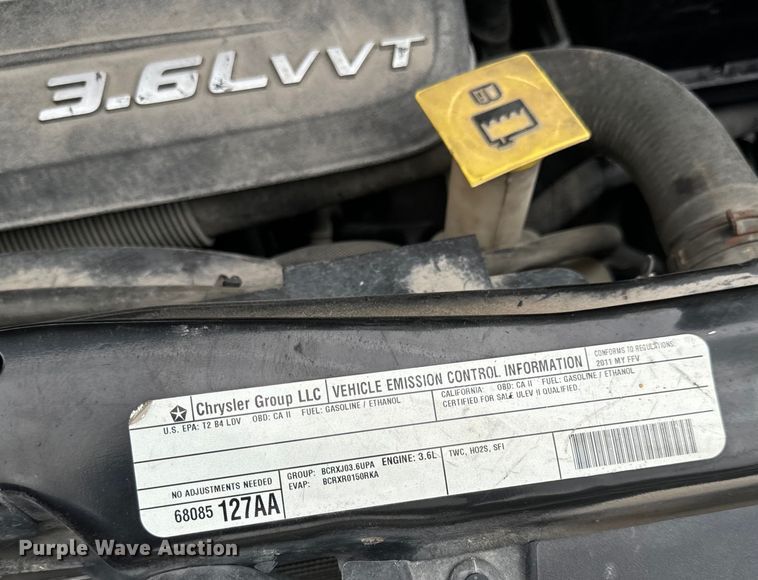 3.6L VVT
Chrysler Group LLC
VEHICLE EMISSION CONTROL INFORMATION
CONFORMS TO REGULATIONS:
2011 MY FFV
U.S. EPA: T2 B4 LDV OBD: CA II FUEL: GASOLINE / ETHANOL
CALIFORNIA: OBD: CA II FUEL: GASOLINE / ETHANOL
CERTIFIED FOR SALE ULEV II QUALIFIED.
NO ADJUSTMENTS NEEDED
68085 127AA
GROUP: BCRXJ03.6UPA ENGINE: 3.6L
EVAP: BCRXR0150RKA
TWC, HO2S, SFI
Purple Wave Auction